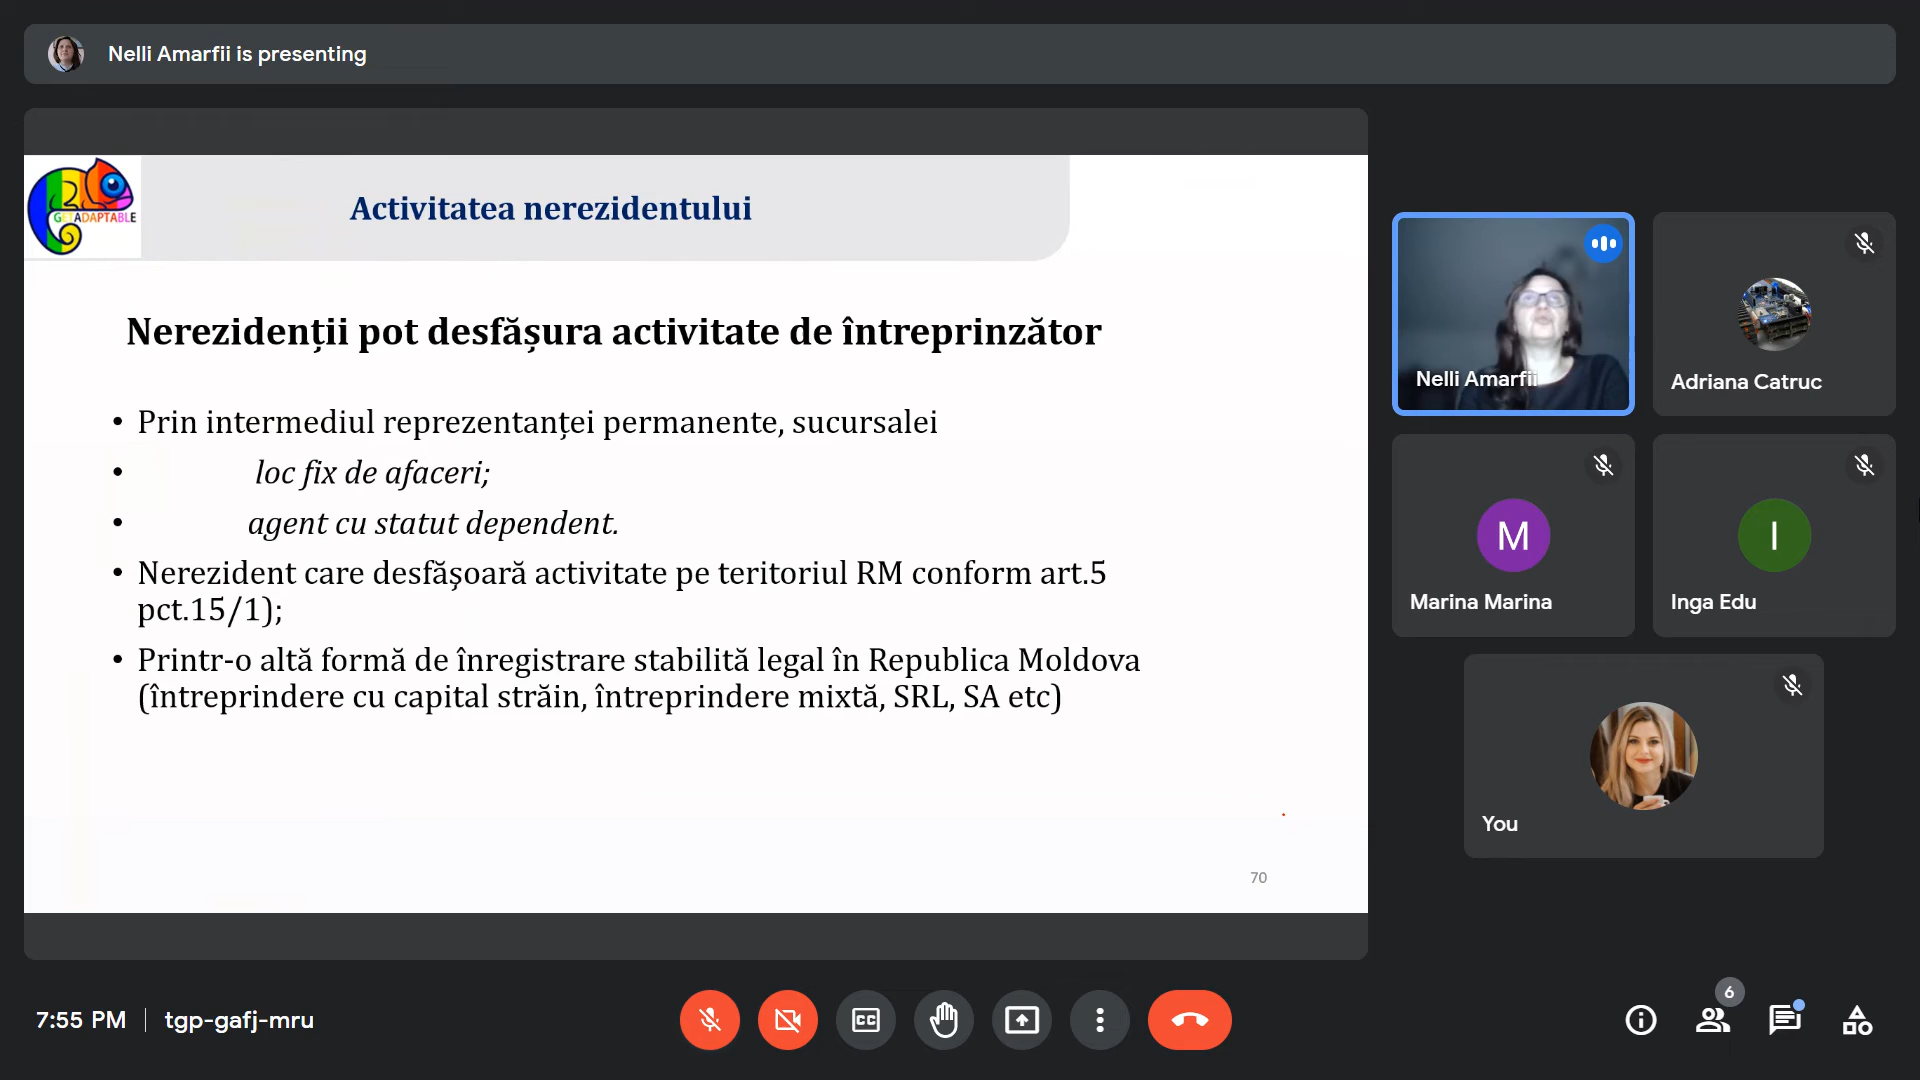 Nelli Amarfii is presenting
GETADAPTABLE
Activitatea nerezidentului
Nerezidenții pot desfășura activitate de întreprinzător
• Prin intermediul reprezentanței permanente, sucursalei
• loc fix de afaceri;
• agent cu statut dependent.
• Nerezident care desfășoară activitate pe teritoriul RM conform art.5
pct.15/1);
• Printr-o altă formă de înregistrare stabilită legal în Republica Moldova
(întreprindere cu capital străin, întreprindere mixtă, SRL, SA etc)
70
Nelli Amarfii
Adriana Catruc
M
Marina Marina
I
Inga Edu
You
7:55 PM
tgp-gafj-mru
CC
6